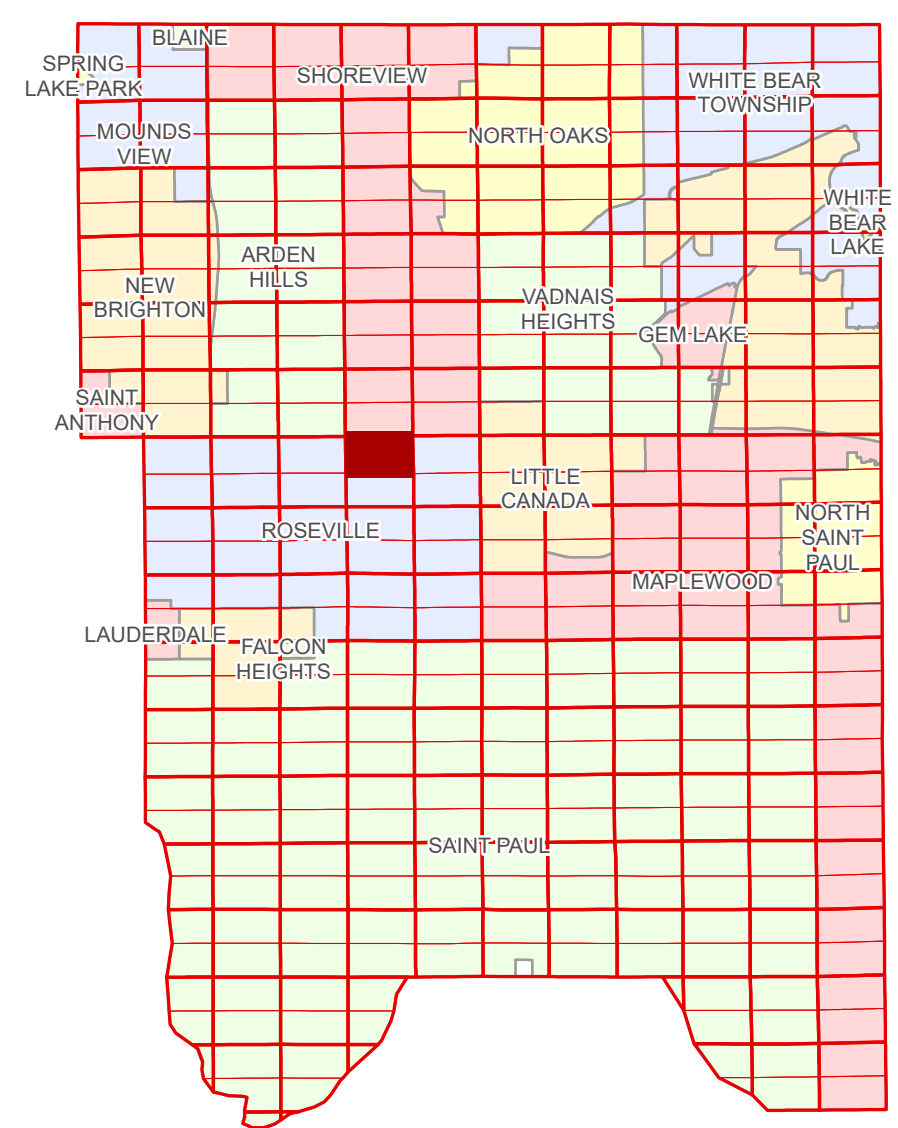 BLAINE
SPRING
LAKE PARK
SHOREVIEW
WHITE BEAR
TOWNSHIP
MOUNDS
VIEW
NORTH OAKS
WHITE
BEAR
LAKE
ARDEN
HILLS
NEW
BRIGHTON
VADNAIS
HEIGHTS
GEM LAKE
SAINT
ANTHONY
LITTLE
CANADA
ROSEVILLE
NORTH
SAINT
PAUL
MAPLEWOOD
LAUDERDALE
FALCON
HEIGHTS
SAINT PAUL